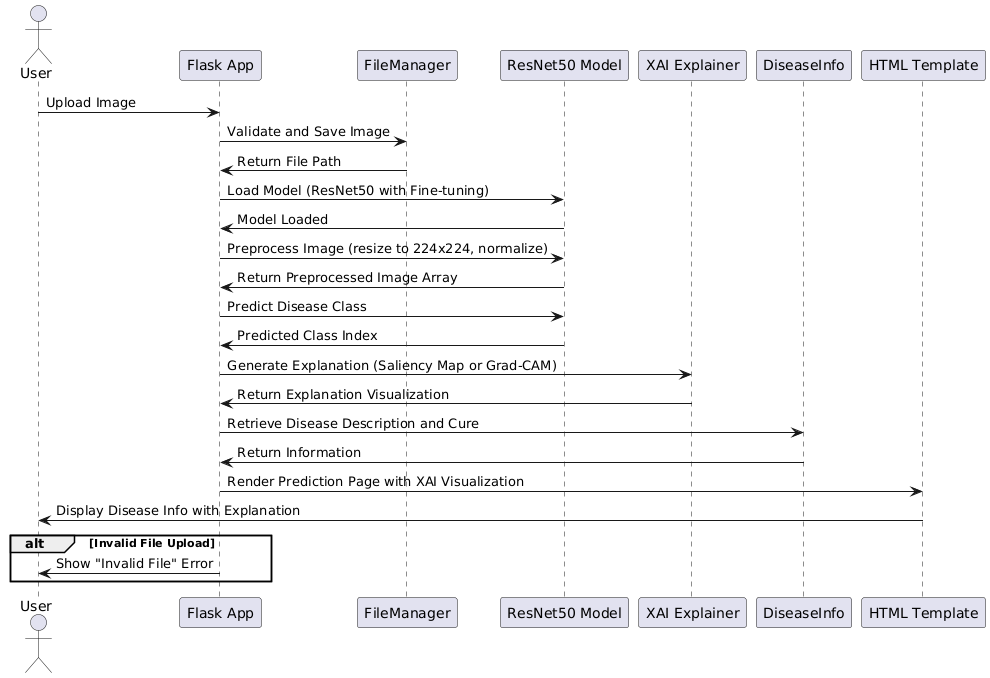 User
Flask App
FileManager
ResNet50 Model
XAI Explainer
DiseaseInfo
HTML Template
Upload Image
Validate and Save Image
Return File Path
Load Model (ResNet50 with Fine-tuning)
Model Loaded
Preprocess Image (resize to 224x224, normalize)
Return Preprocessed Image Array
Predict Disease Class
Predicted Class Index
Generate Explanation (Saliency Map or Grad-CAM)
Return Explanation Visualization
Retrieve Disease Description and Cure
Return Information
Render Prediction Page with XAI Visualization
Display Disease Info with Explanation
alt [Invalid File Upload]
Show "Invalid File" Error
User
Flask App
FileManager
ResNet50 Model
XAI Explainer
DiseaseInfo
HTML Template